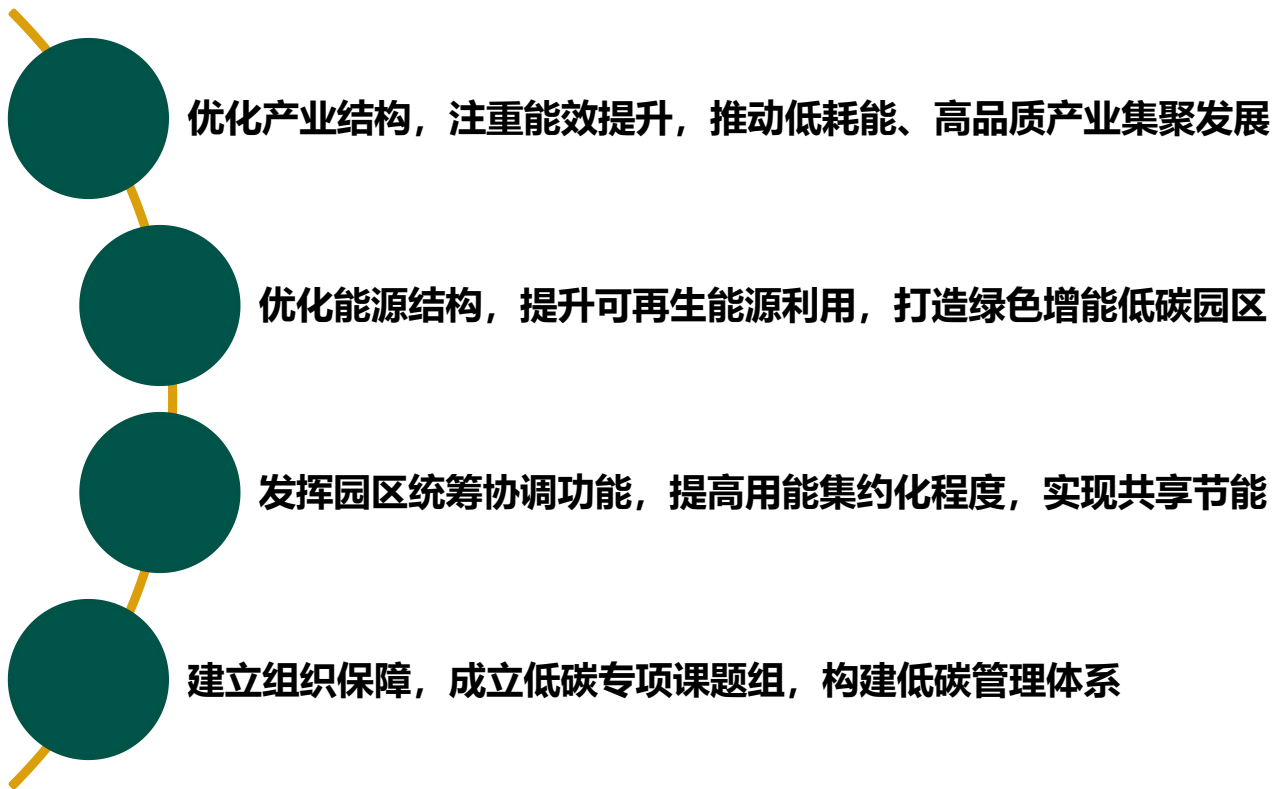 优化产业结构，注重能效提升，推动低耗能、高品质产业集聚发展
优化能源结构，提升可再生能源利用，打造绿色增能低碳园区
发挥园区统筹协调功能，提高用能集约化程度，实现共享节能
建立组织保障，成立低碳专项课题组，构建低碳管理体系